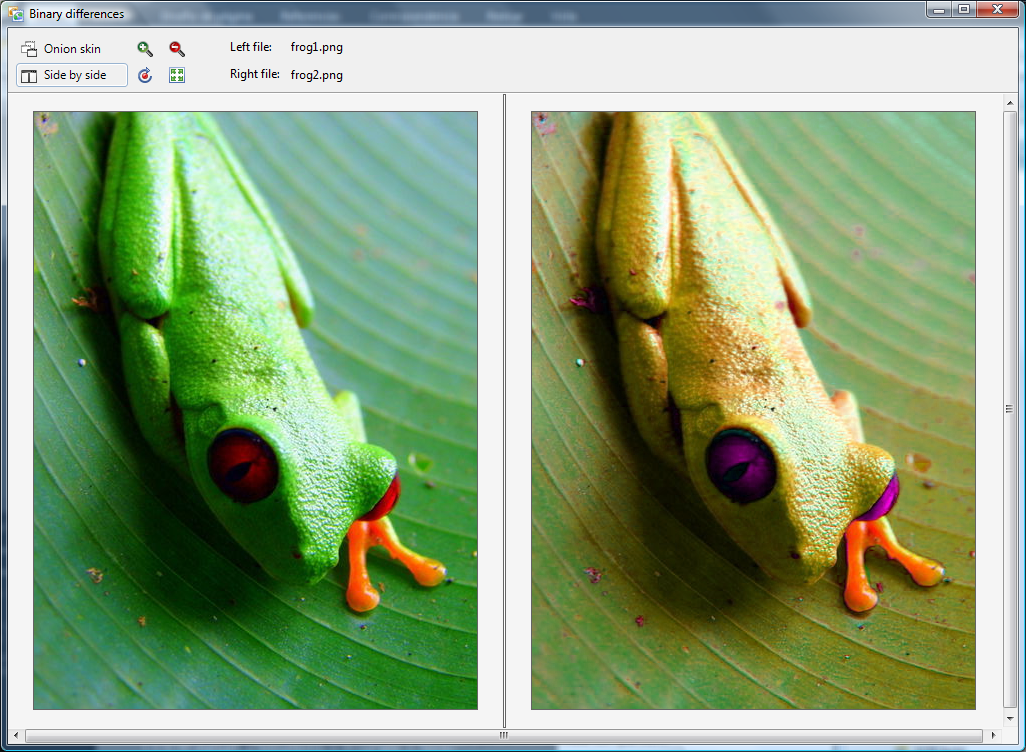 Binary differences
Onion skin
Side by side
Left file: frog1.png
Right file: frog2.png